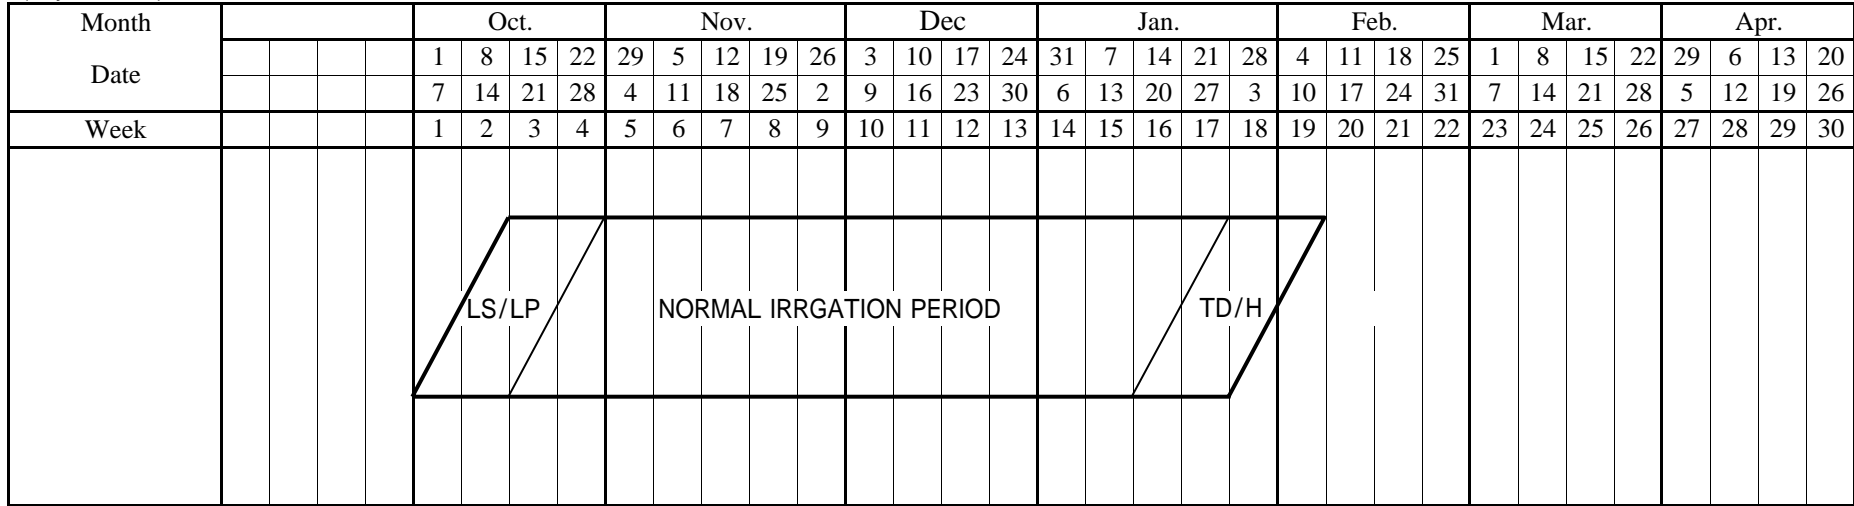 Month Oct. Nov. Dec Jan. Feb. Mar. Apr.
Date
1 8 15 22 29 5 12 19 26 3 10 17 24 31 7 14 21 28 4 11 18 25 1 8 15 22 29 6 13 20
7 14 21 28 4 11 18 25 2 9 16 23 30 6 13 20 27 3 10 17 24 31 7 14 21 28 5 12 19 26
Week 1 2 3 4 5 6 7 8 9 10 11 12 13 14 15 16 17 18 19 20 21 22 23 24 25 26 27 28 29 30
LS/LP NORMAL IRRGATION PERIOD TD/H